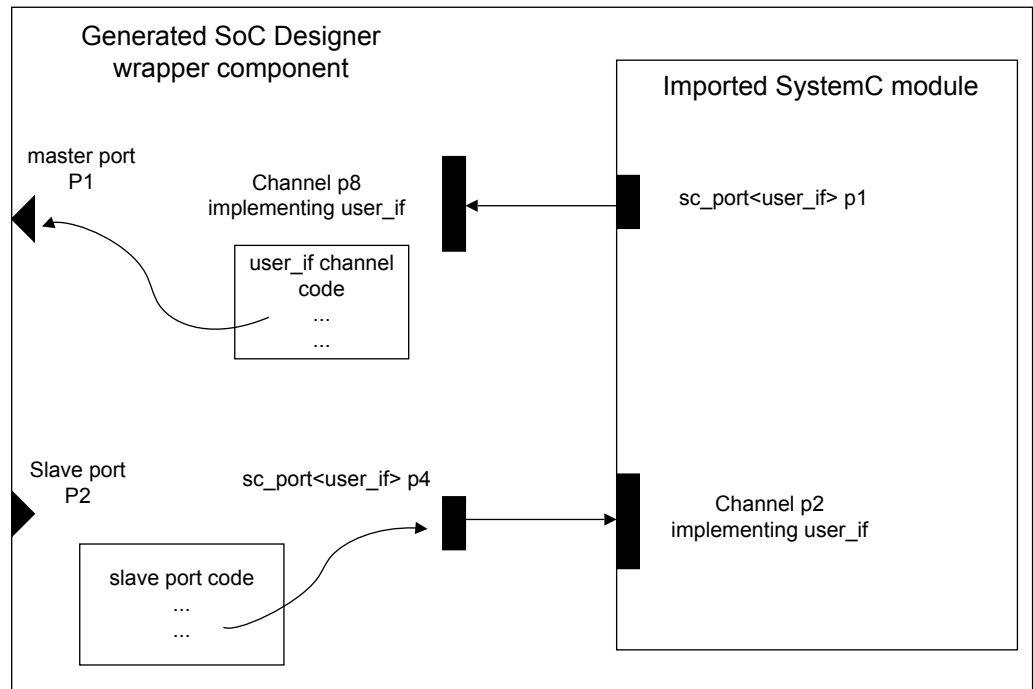 Generated SoC Designer
wrapper component
Imported SystemC module
master port
P1
Channel p8
implementing user_if
sc_port<user_if> p1
user_if channel
code
...
...
Slave port
P2
sc_port<user_if> p4
Channel p2
implementing user_if
slave port code
...
...